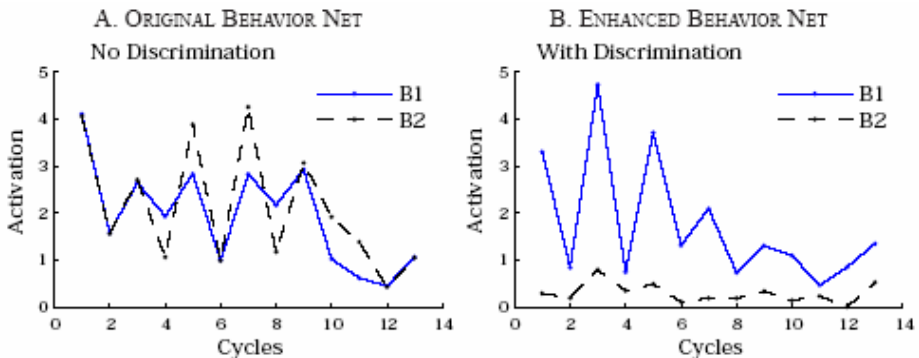 A. ORIGINAL BEHAVIOR NET
No Discrimination
5
4
3
2
1
0
Activation
B1
B2
0 2 4 6 8 10 12 14
Cycles
B. ENHANCED BEHAVIOR NET
With Discrimination
5
4
3
2
1
0
Activation
B1
B2
0 2 4 6 8 10 12 14
Cycles